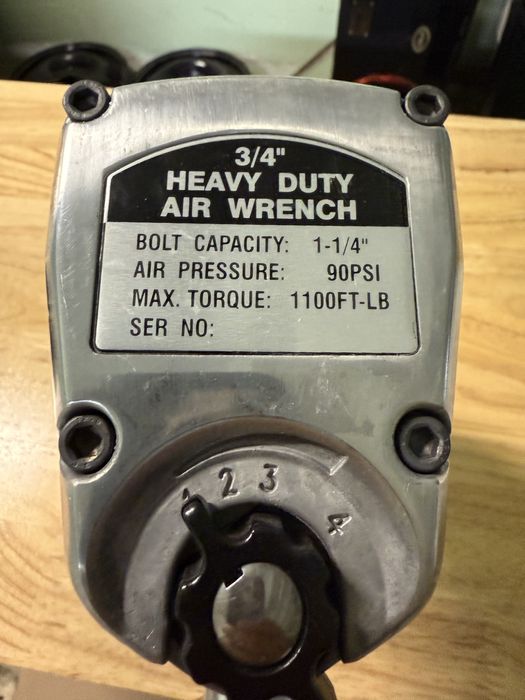 3/4"
HEAVY DUTY
AIR WRENCH
BOLT CAPACITY: 1-1/4"
AIR PRESSURE: 90PSI
MAX. TORQUE: 1100FT-LB
SER NO:
1 2 3 4